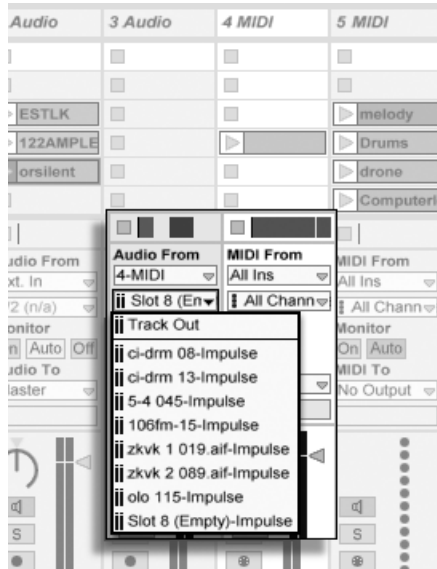 Audio
3 Audio
4 MIDI
5 MIDI
ESTLK
melody
122AMPLE
Drums
orsilent
drone
ComputerI
udio From
Audio From
MIDI From
MIDI From
xt. In
4-MIDI
All Ins
All Ins
/2 (n/a)
Slot 8 (En
All Chann
All Chann
onitor
Track Out
Monitor
n Auto Off
ci-drm 08-Impulse
On Auto
udio To
ci-drm 13-Impulse
MIDI To
laster
5-4 045-Impulse
No Output
106fm-15-Impulse
zkvk 1 019.aif-Impulse
zkvk 2 089.aif-Impulse
olo 115-Impulse
Slot 8 (Empty)-Impulse
S
S